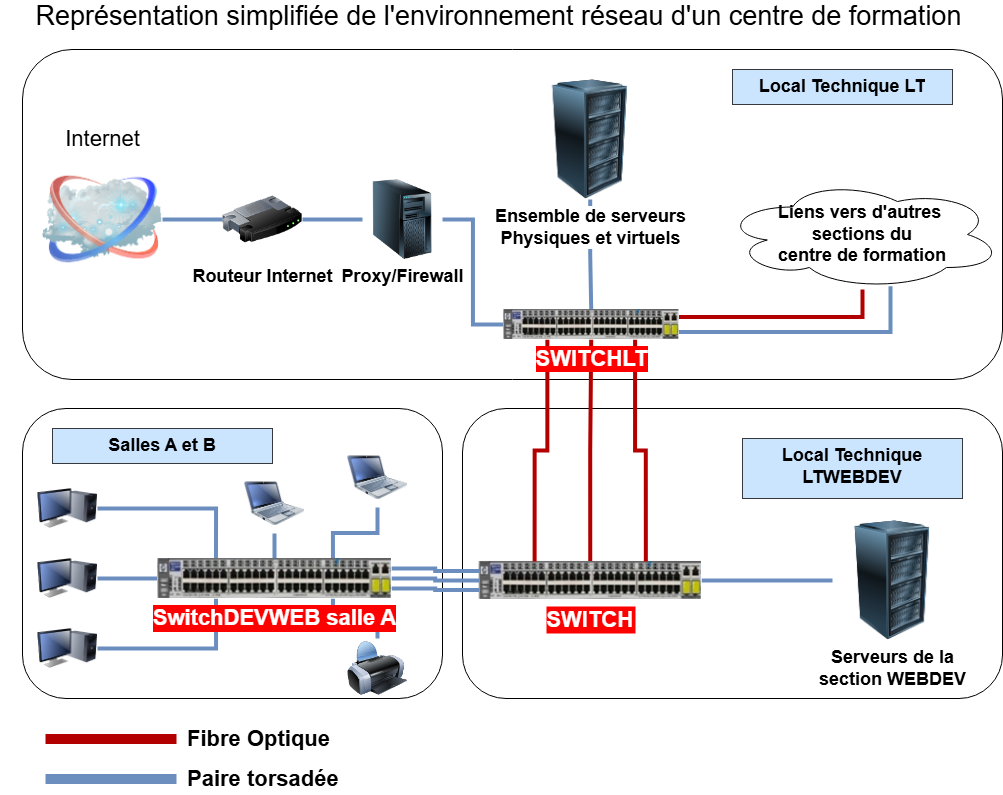 Représentation simplifiée de l'environnement réseau d'un centre de formation
Local Technique LT
Internet
Ensemble de serveurs
Physiques et virtuels
Liens vers d'autres
sections du
centre de formation
Routeur Internet
Proxy/Firewall
SWITCHLT
Salles A et B
Local Technique
LTWEBDEV
SwitchDEVWEB salle A
SWITCH
Serveurs de la
section WEBDEV
Fibre Optique
Paire torsadée